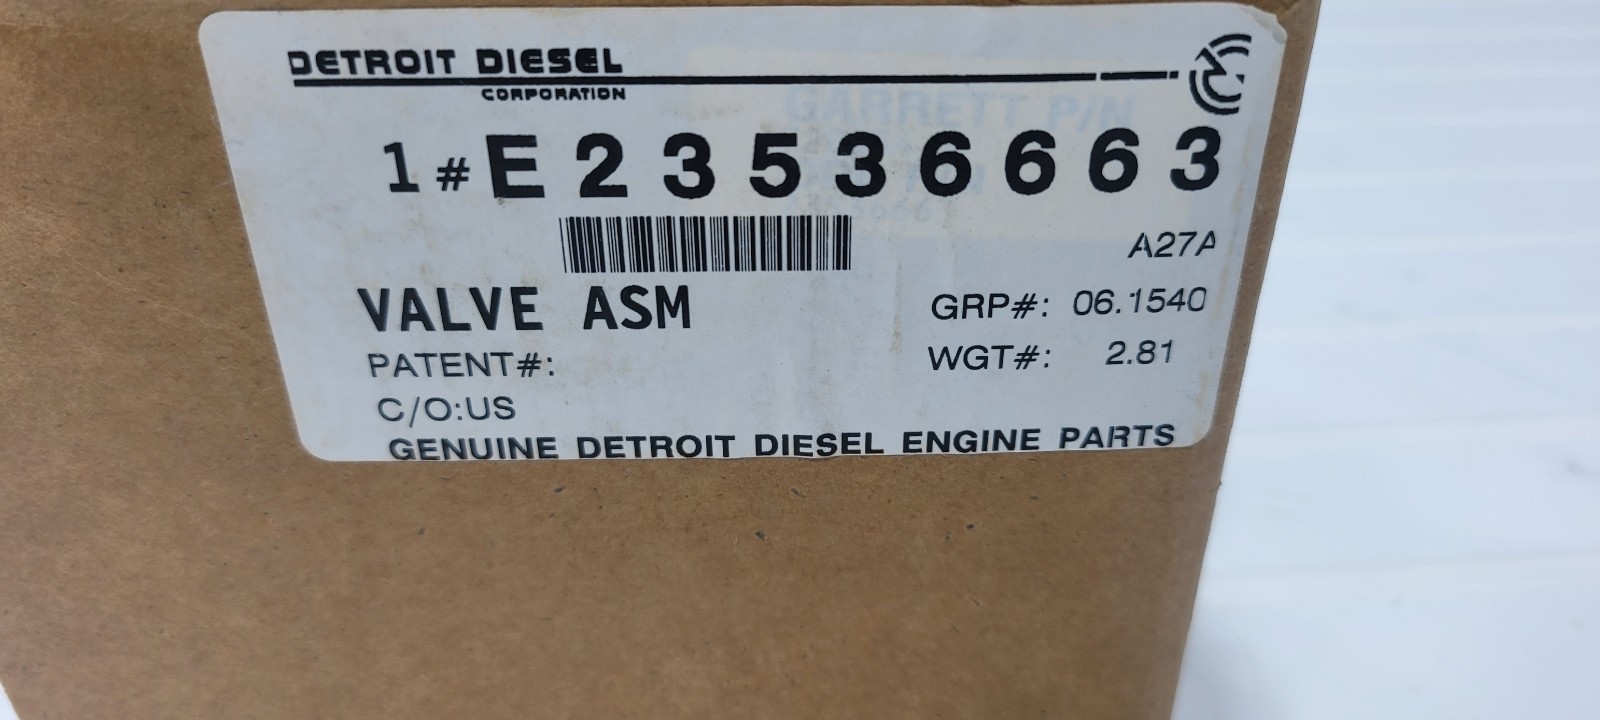 DETROIT DIESEL
CORPORATION
1 # E23536663
A27A
VALVE ASM
GRP#: 06.1540
PATENT#:
WGT#: 2.81
C/O:US
GENUINE DETROIT DIESEL ENGINE PARTS
GARRETT P/N